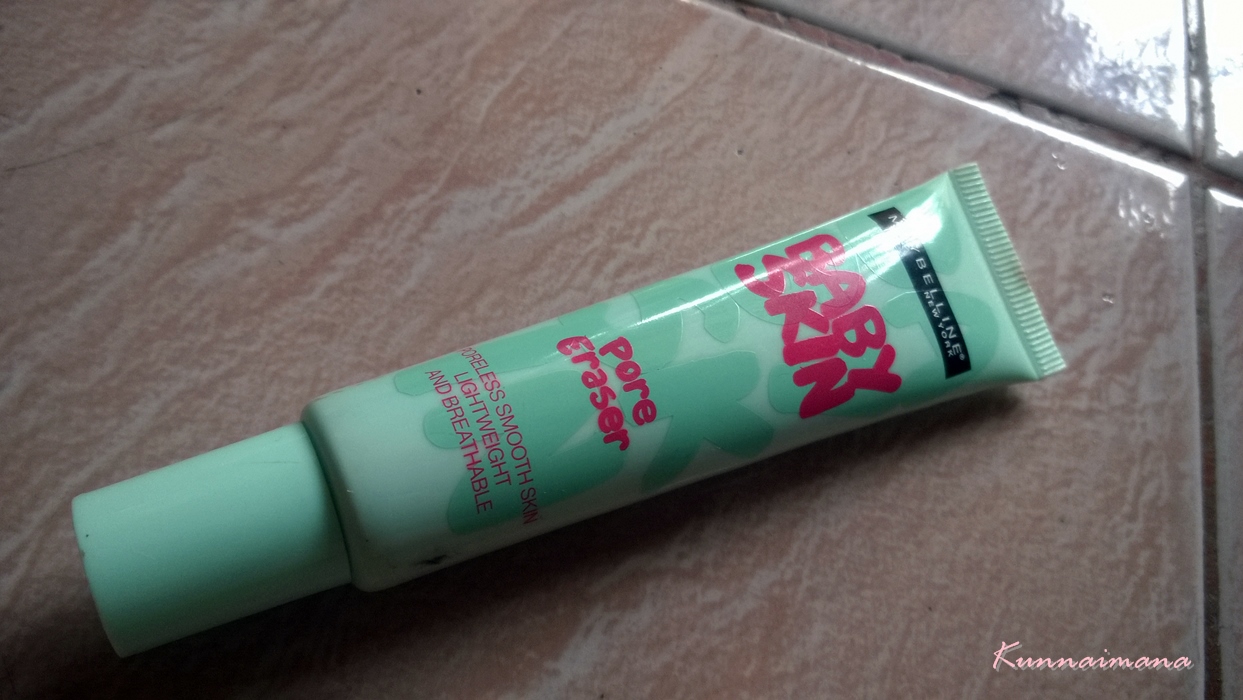 MAYBELLINE®
NEW YORK
BABY
SKIN
Pore
Eraser
PORELESS SMOOTH SKIN
LIGHTWEIGHT
AND BREATHABLE
Kunnaimana